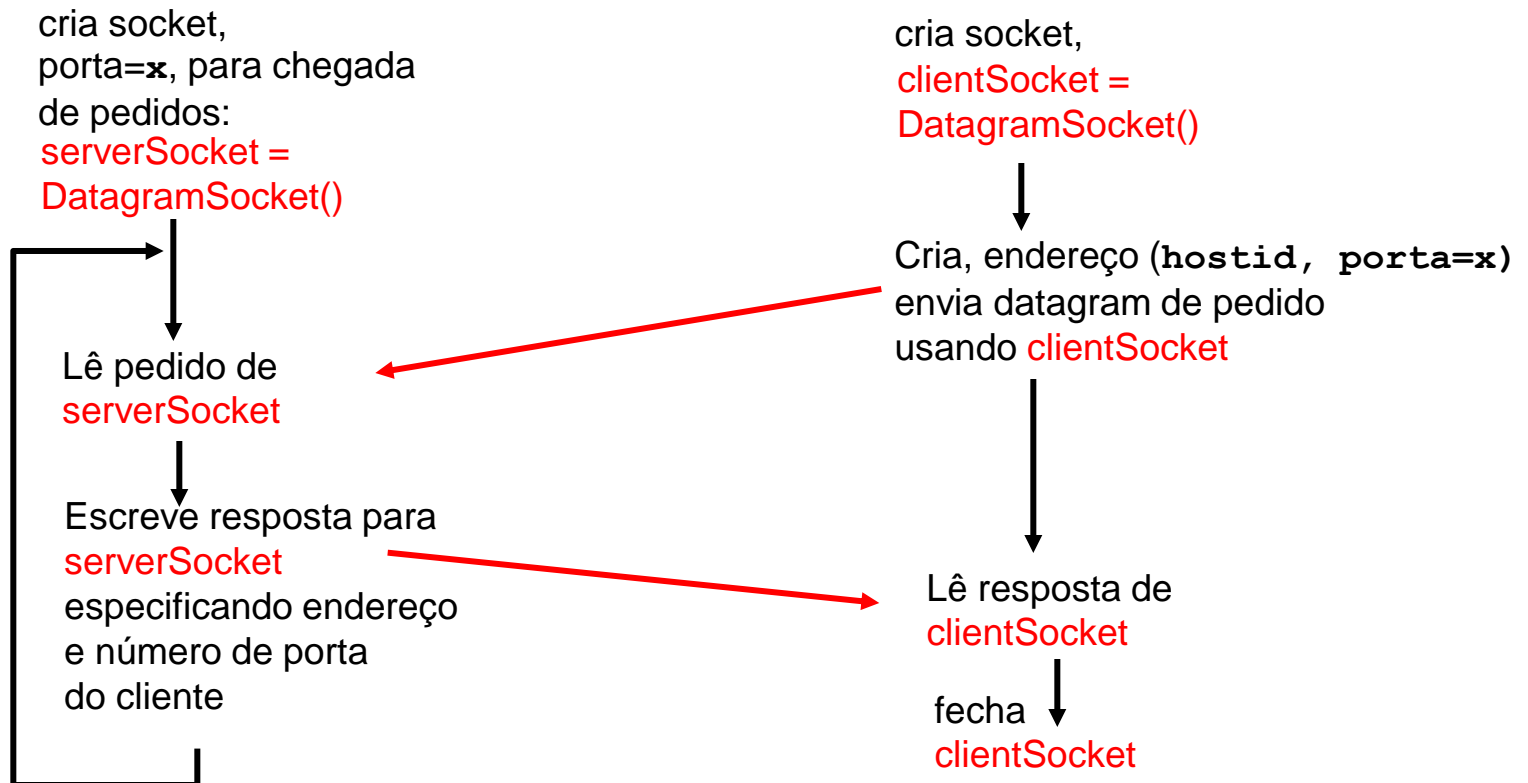 cria socket,
porta=x, para chegada
de pedidos:
serverSocket =
DatagramSocket()
Lê pedido de
serverSocket
Escreve resposta para
serverSocket
especificando endereço
e número de porta
do cliente
cria socket,
clientSocket =
DatagramSocket()
Cria, endereço (hostid, porta=x)
envia datagram de pedido
usando clientSocket
Lê resposta de
clientSocket
fecha
clientSocket